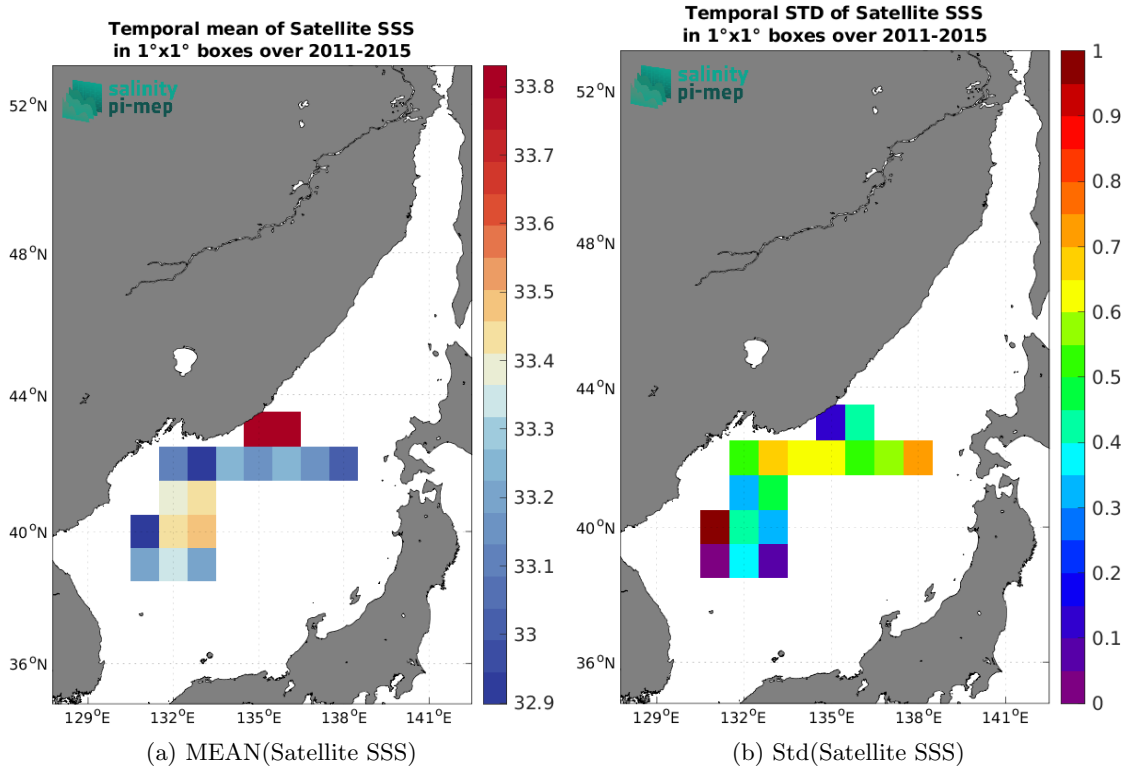 Temporal mean of Satellite SSS
in 1°x1° boxes over 2011-2015
salinity
pi-mep
52°N
48°N
44°N
40°N
36°N
129°E
132°E
135°E
138°E
141°E
33.8
33.7
33.6
33.5
33.4
33.3
33.2
33.1
33
32.9
(a) MEAN(Satellite SSS)
Temporal STD of Satellite SSS
in 1°x1° boxes over 2011-2015
salinity
pi-mep
52°N
48°N
44°N
40°N
36°N
129°E
132°E
135°E
138°E
141°E
1
0.9
0.8
0.7
0.6
0.5
0.4
0.3
0.2
0.1
0
(b) Std(Satellite SSS)